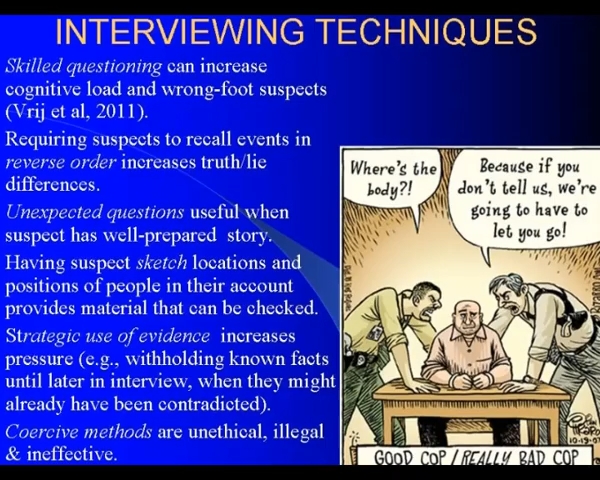 INTERVIEWING TECHNIQUES
Skilled questioning can increase
cognitive load and wrong-foot suspects
(Vrij et al, 2011).
Requiring suspects to recall events in
reverse order increases truth/lie
differences.
Unexpected questions useful when
suspect has well-prepared story.
Having suspect sketch locations and
positions of people in their account
provides material that can be checked.
Strategic use of evidence increases
pressure (e.g., withholding known facts
until later in interview, when they might
already have been contradicted).
Coercive methods are unethical, illegal
& ineffective.
Where's the
body?!
Because if you
don't tell us, we're
going to have to
let you go!
10-19-07
GOOD COP / REALLY BAD COP